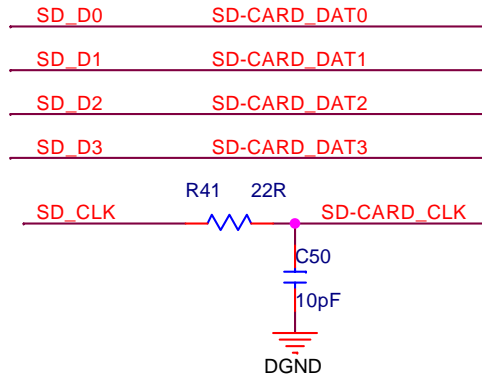 SD_D0 SD-CARD_DAT0
SD_D1 SD-CARD_DAT1
SD_D2 SD-CARD_DAT2
SD_D3 SD-CARD_DAT3
R41 22R
SD_CLK SD-CARD_CLK
C50
10pF
DGND